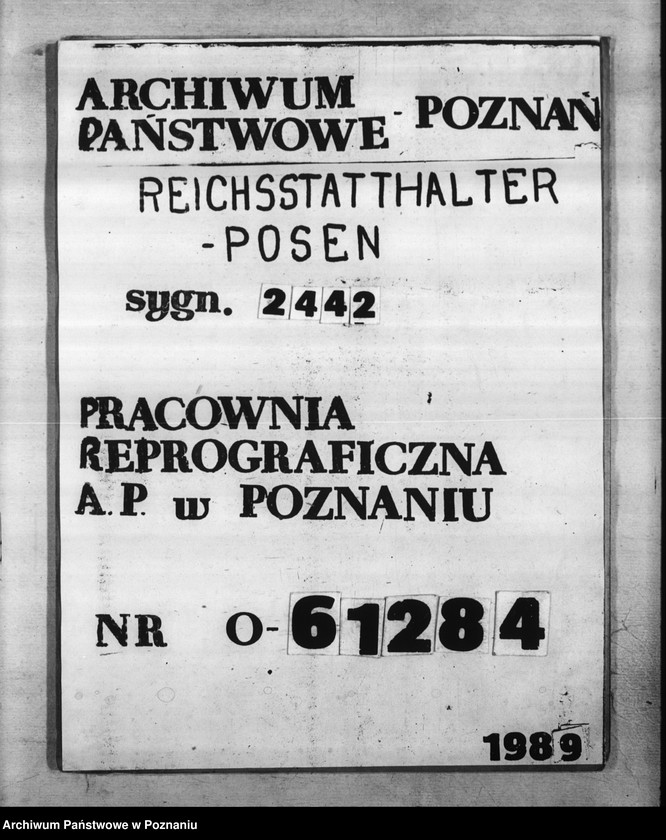 ARCHIWUM
PAŃSTWOWE - POZNAŃ
REICHSSTATTHALTER
-POSEN
sygn. 2442
PRACOWNIA
REPROGRAFICZNA
A.P. w POZNANIU
NR O-61284
1989
Archiwum Państwowe w Poznaniu